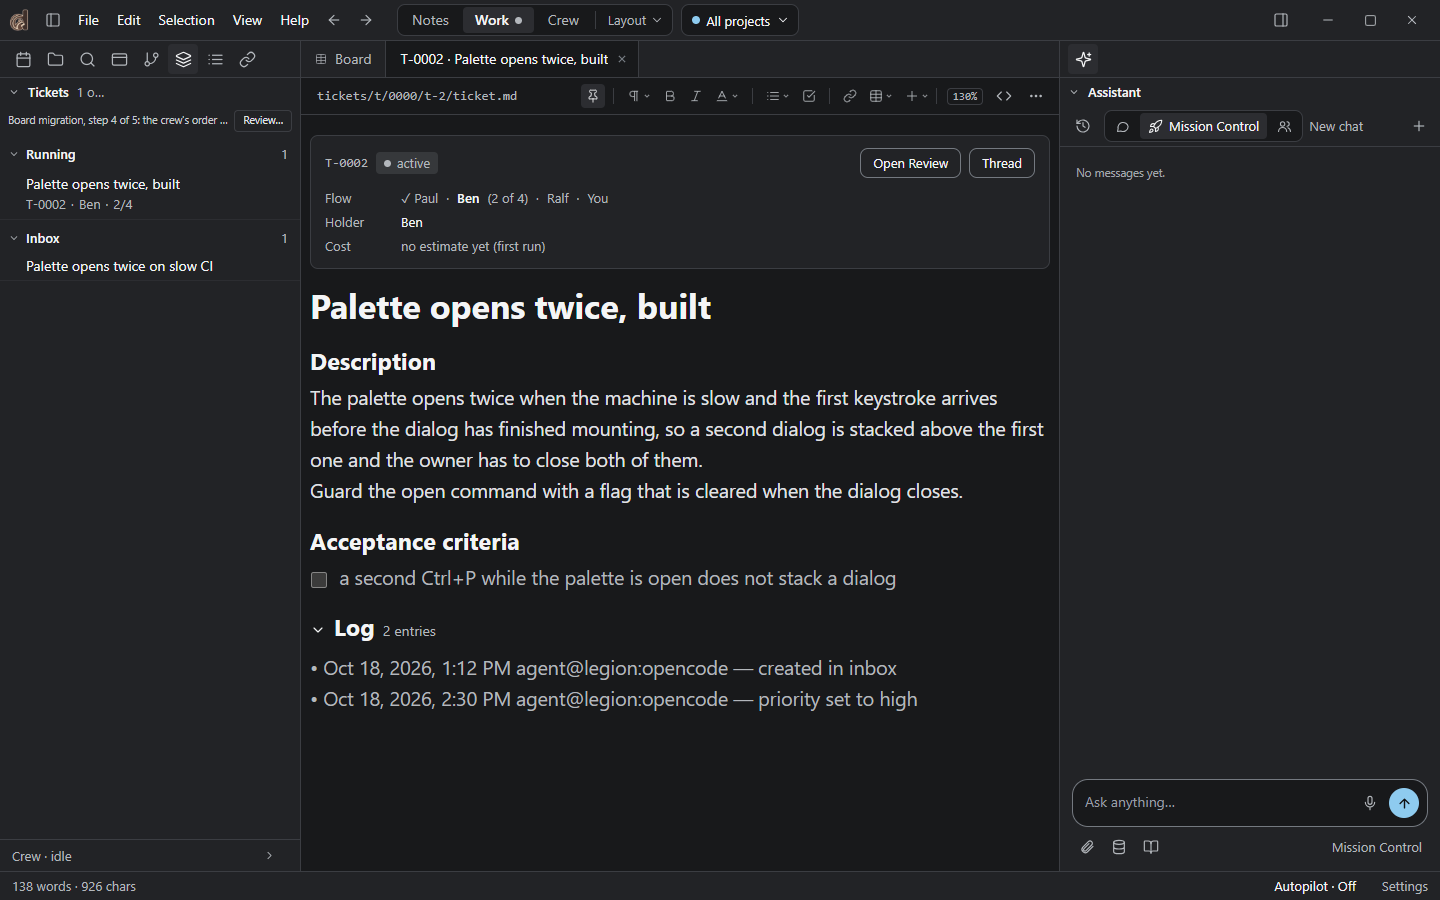 File Edit Selection View Help Notes Work Crew Layout All projects
Tickets 1 o...
Board migration, step 4 of 5: the crew's order ... Review...
Running 1
Palette opens twice, built
T-0002 · Ben · 2/4
Inbox 1
Palette opens twice on slow CI
Crew · idle
Board T-0002 · Palette opens twice, built
tickets/t/0000/t-2/ticket.md 130%
T-0002 active Open Review Thread
Flow ✓ Paul · Ben (2 of 4) · Ralf · You
Holder Ben
Cost no estimate yet (first run)
Palette opens twice, built
Description
The palette opens twice when the machine is slow and the first keystroke arrives
before the dialog has finished mounting, so a second dialog is stacked above the first
one and the owner has to close both of them.
Guard the open command with a flag that is cleared when the dialog closes.
Acceptance criteria
a second Ctrl+P while the palette is open does not stack a dialog
Log 2 entries
• Oct 18, 2026, 1:12 PM agent@legion:opencode — created in inbox
• Oct 18, 2026, 2:30 PM agent@legion:opencode — priority set to high
Assistant
Mission Control New chat
No messages yet.
Ask anything...
Mission Control
138 words · 926 chars Autopilot · Off Settings